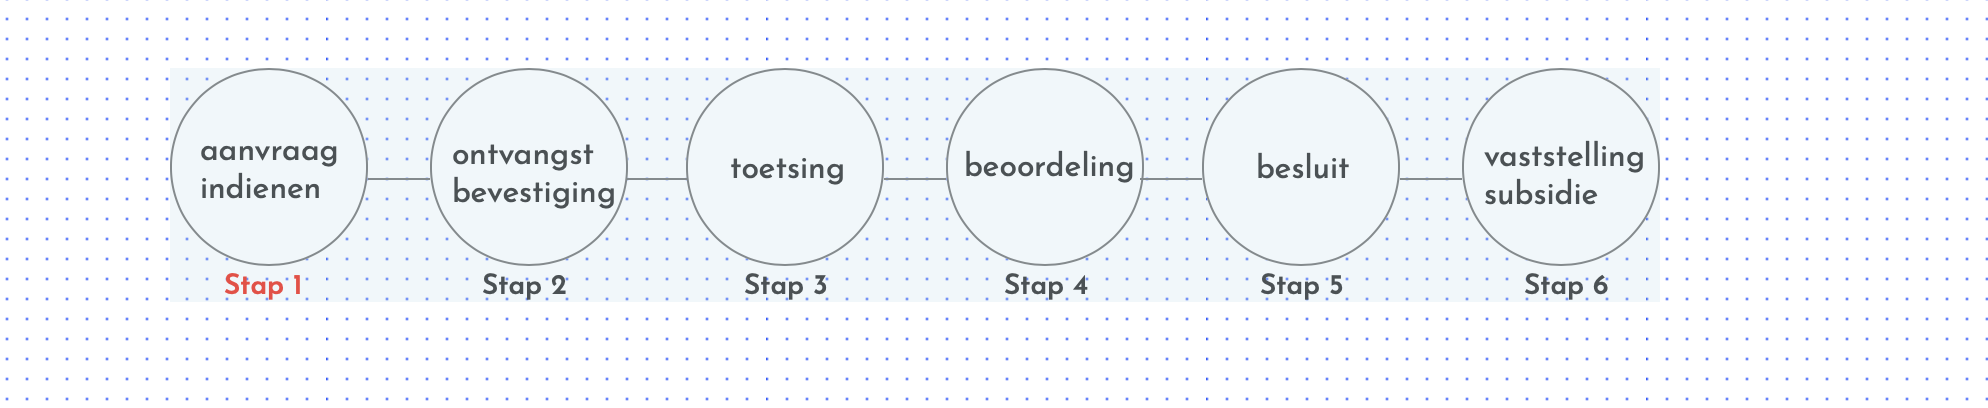 aanvraag
indienen
Stap 1
ontvangst
bevestiging
Stap 2
toetsing
Stap 3
beoordeling
Stap 4
besluit
Stap 5
vaststelling
subsidie
Stap 6